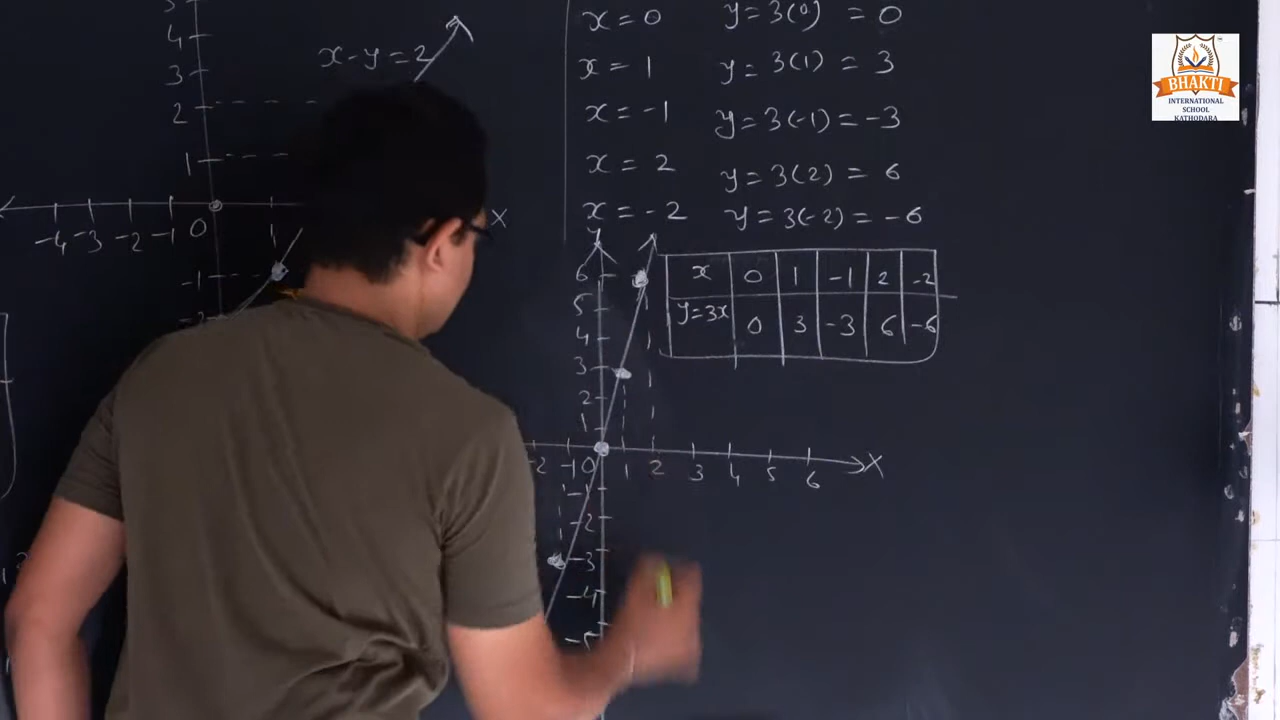 5
4
3
2
1
x-y=2
-4 -3 -2 -1 0 1 X
-1
-2
x=0 y=3(0) = 0
x= 1 y= 3(1) = 3
x= -1 y=3(-1)= -3
x= 2 y=3(2) = 6
x= -2 y=3(-2)= -6
x 0 1 -1 2 -2
y=3x 0 3 -3 6 -6
Y
6
5
4
3
2
1
-2 -1 0 1 2 3 4 5 6 X
-1
-2
-3
-4
BHAKTI
INTERNATIONAL
SCHOOL
KATHODARA